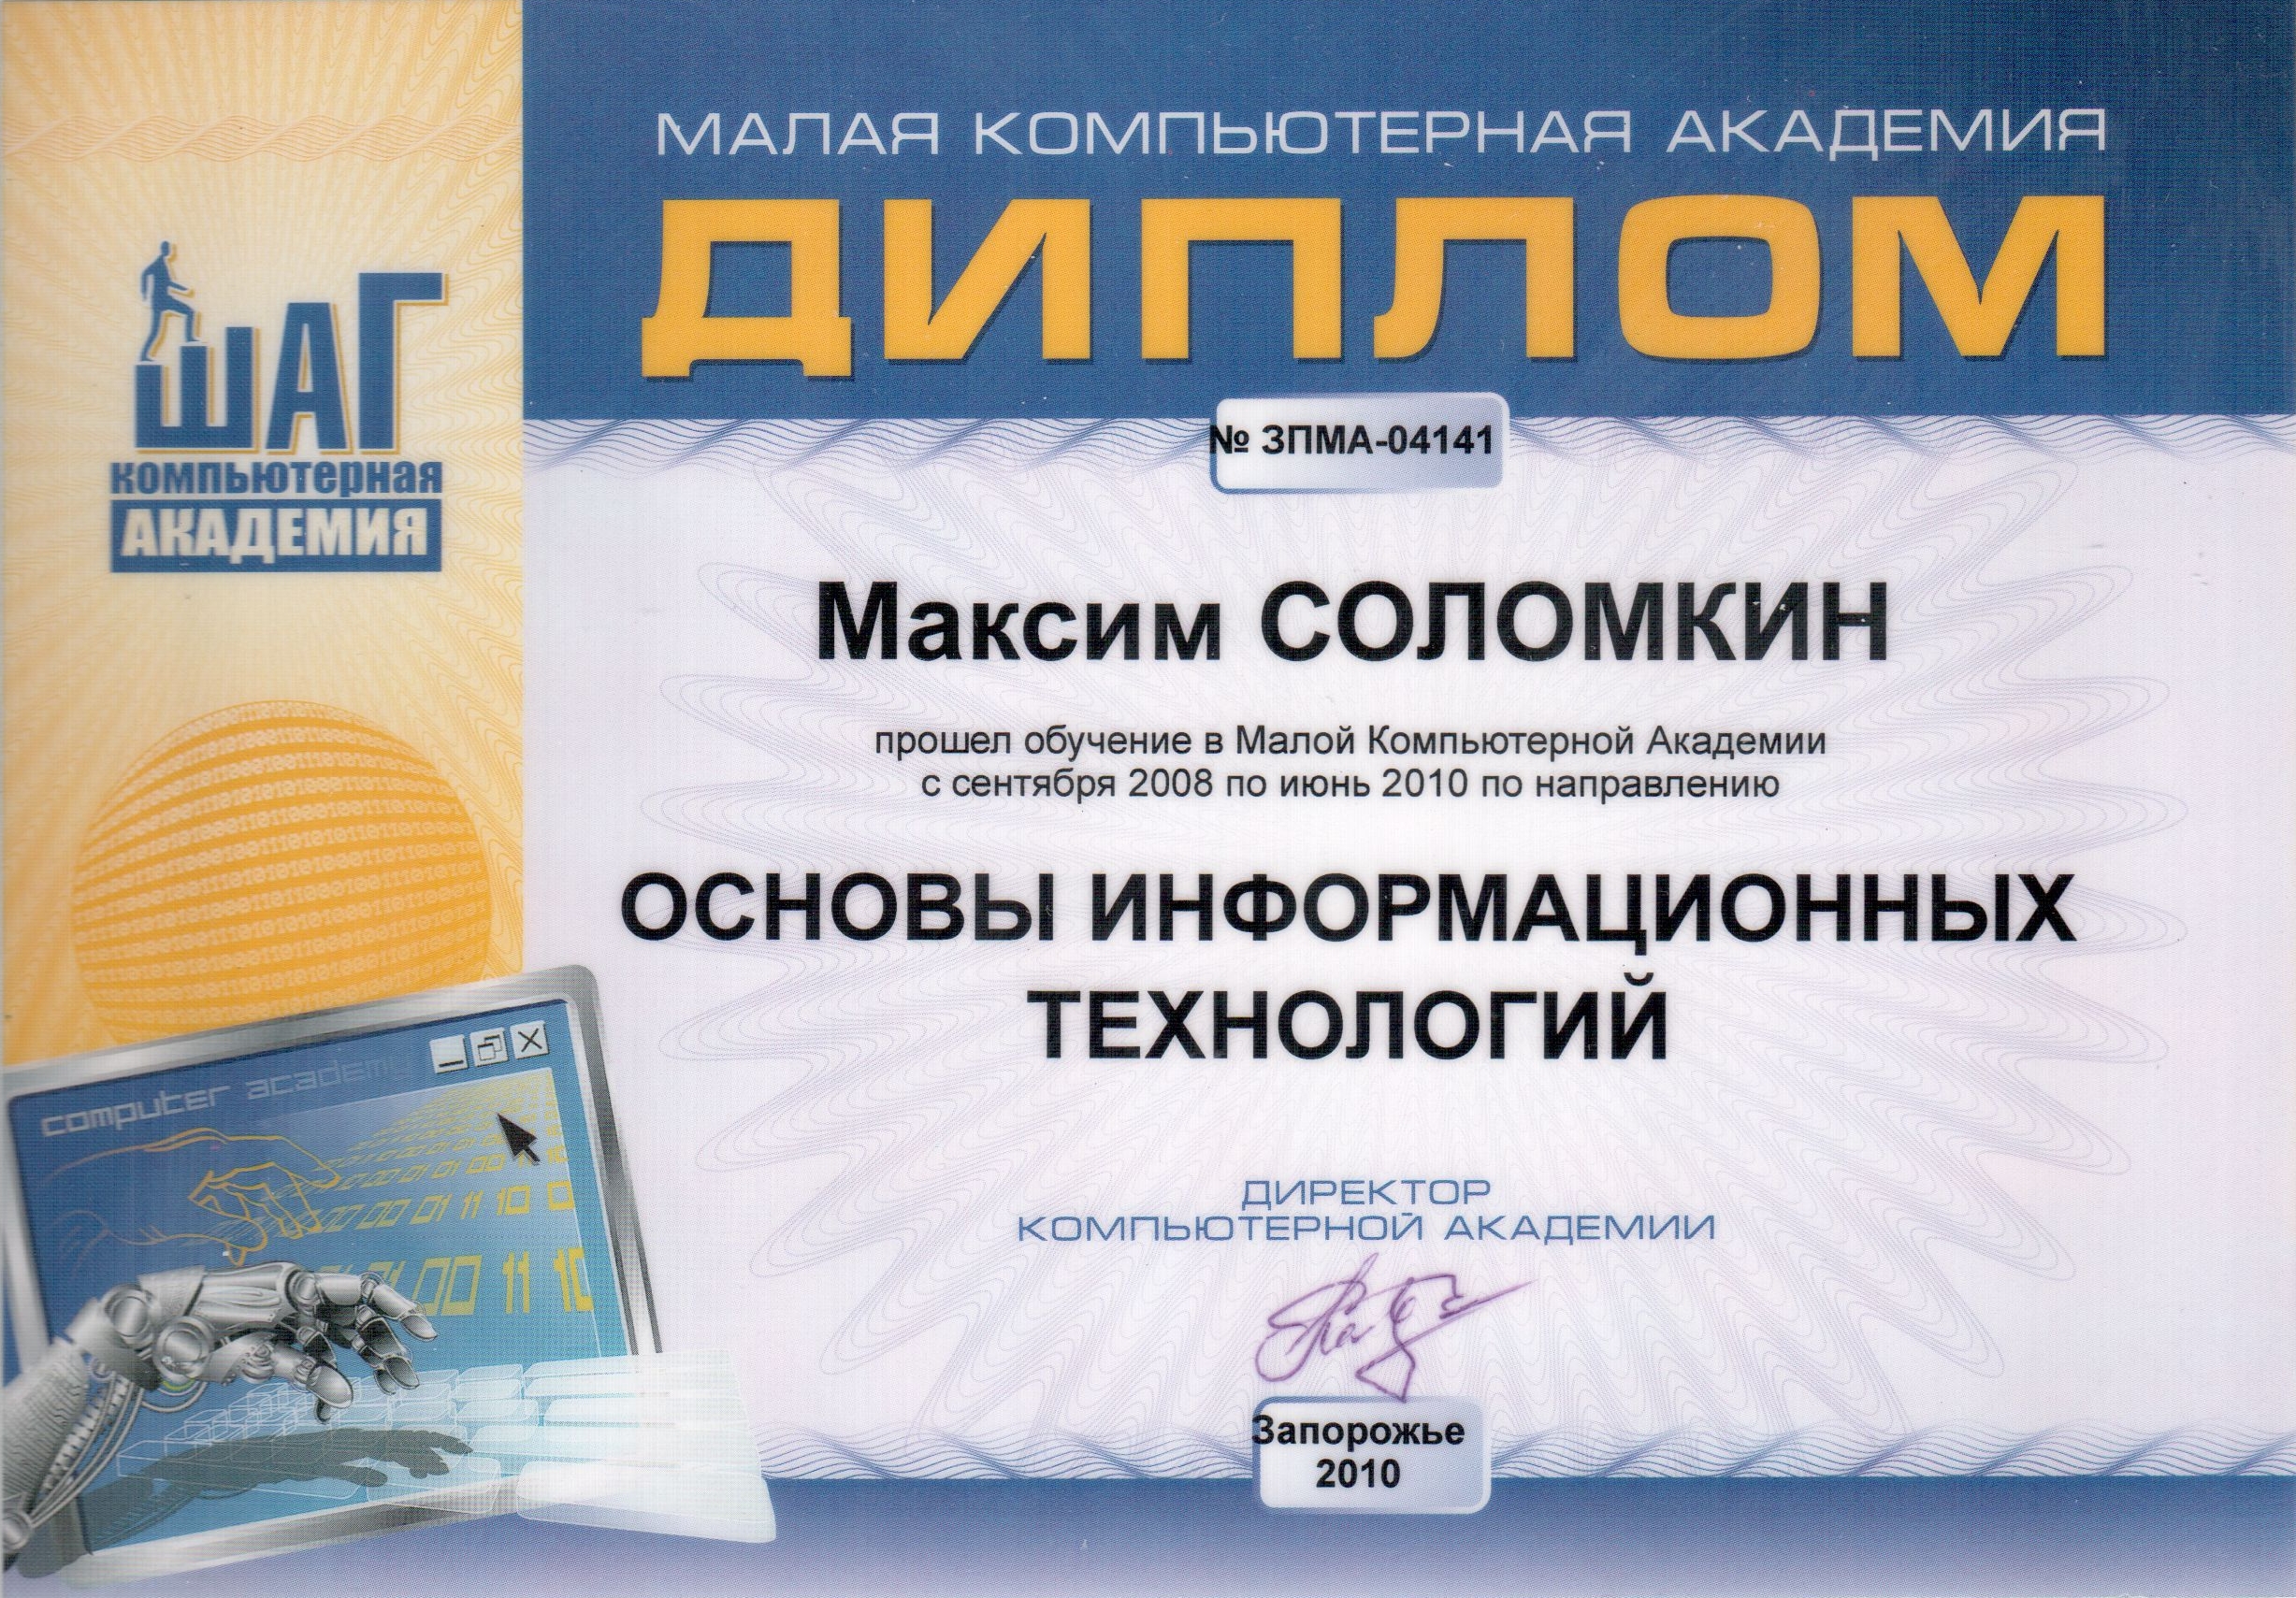 МАЛАЯ КОМПЬЮТЕРНАЯ АКАДЕМИЯ
ДИПЛОМ
ШАГ
КОМПЬЮТЕРНАЯ
АКАДЕМИЯ
№ ЗПМА-04141
Максим СОЛОМКИН
прошел обучение в Малой Компьютерной Академии
с сентября 2008 по июнь 2010 по направлению
ОСНОВЫ ИНФОРМАЦИОННЫХ
ТЕХНОЛОГИЙ
computer academ
ДИРЕКТОР
КОМПЬЮТЕРНОЙ АКАДЕМИИ
Запорожье
2010